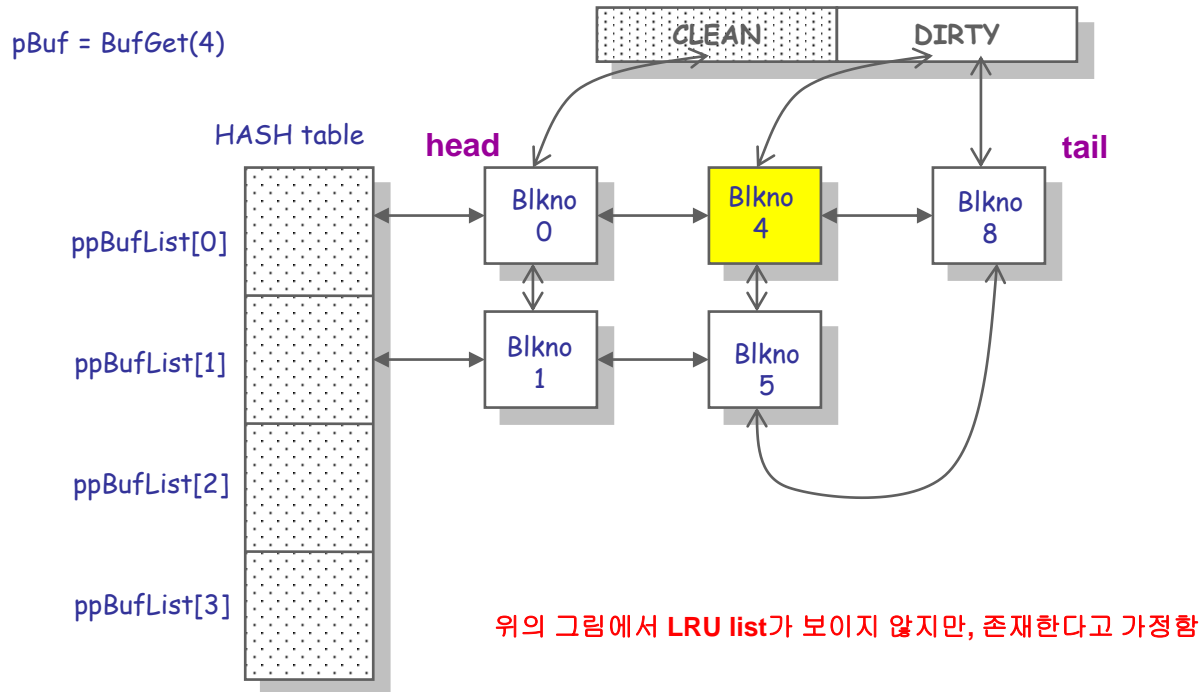 pBuf = BufGet(4)
CLEAN
DIRTY
HASH table
head
tail
ppBufList[0]
Blkno
0
Blkno
4
Blkno
8
ppBufList[1]
Blkno
1
Blkno
5
ppBufList[2]
ppBufList[3]
위의 그림에서 LRU list가 보이지 않지만, 존재한다고 가정함